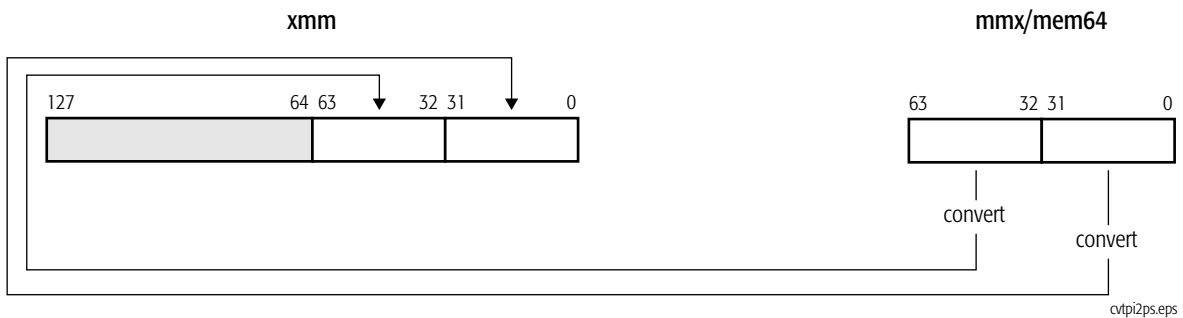 xmm mmx/mem64
127 64 63 32 31 0 63 32 31 0
convert
convert
cvtpi2ps.eps